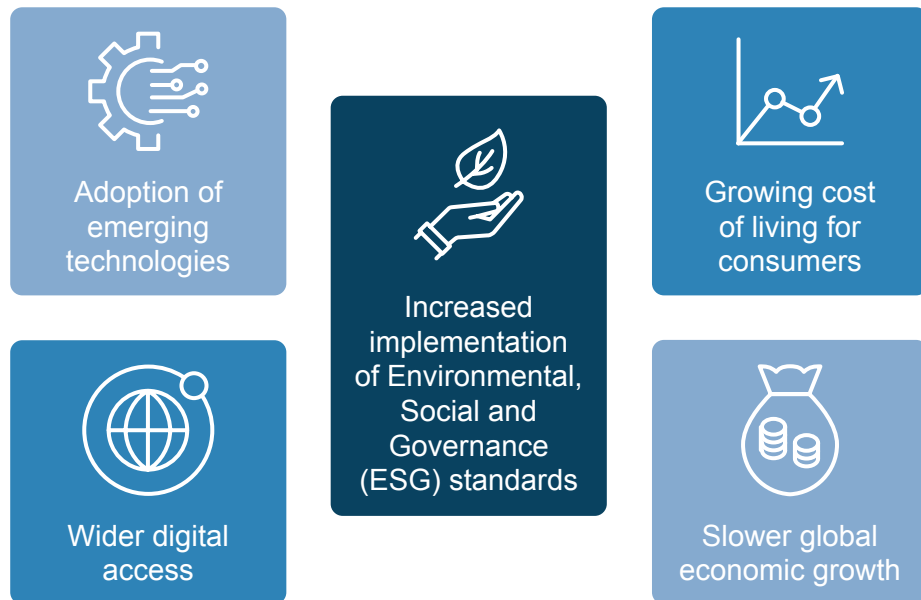 Adoption of
emerging
technologies
Wider digital
access
Increased
implementation
of Environmental,
Social and
Governance
(ESG) standards
Growing cost
of living for
consumers
Slower global
economic growth